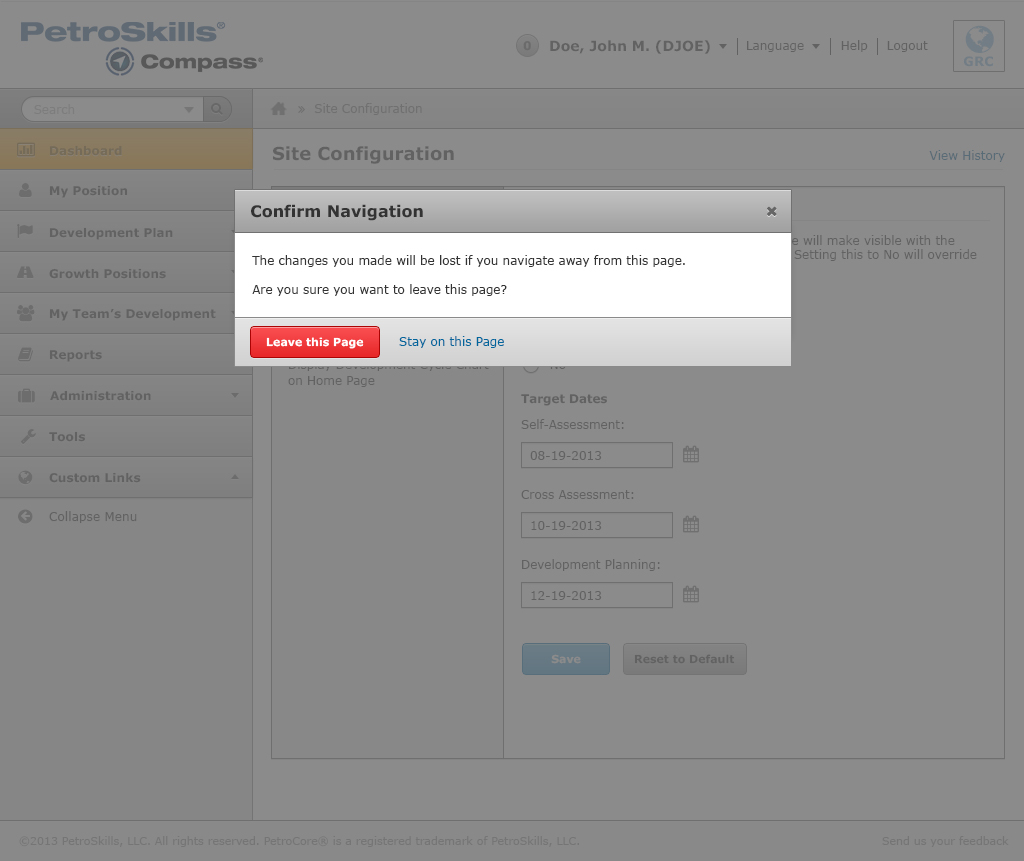 PetroSkills®
Compass®
0 Doe, John M. (DJOE) Language Help Logout
GRC
Search
» Site Configuration
Dashboard
My Position
Development Plan
Growth Positions
My Team's Development
Reports
Administration
Tools
Custom Links
Collapse Menu
Site Configuration
View History
e will make visible with the
Setting this to No will override
Confirm Navigation
The changes you made will be lost if you navigate away from this page.
Are you sure you want to leave this page?
Leave this Page Stay on this Page
Display Development Cycle Chart
on Home Page
No
Target Dates
Self-Assessment:
08-19-2013
Cross Assessment:
10-19-2013
Development Planning:
12-19-2013
Save Reset to Default
©2013 PetroSkills, LLC. All rights reserved. PetroCore® is a registered trademark of PetroSkills, LLC.
Send us your feedback